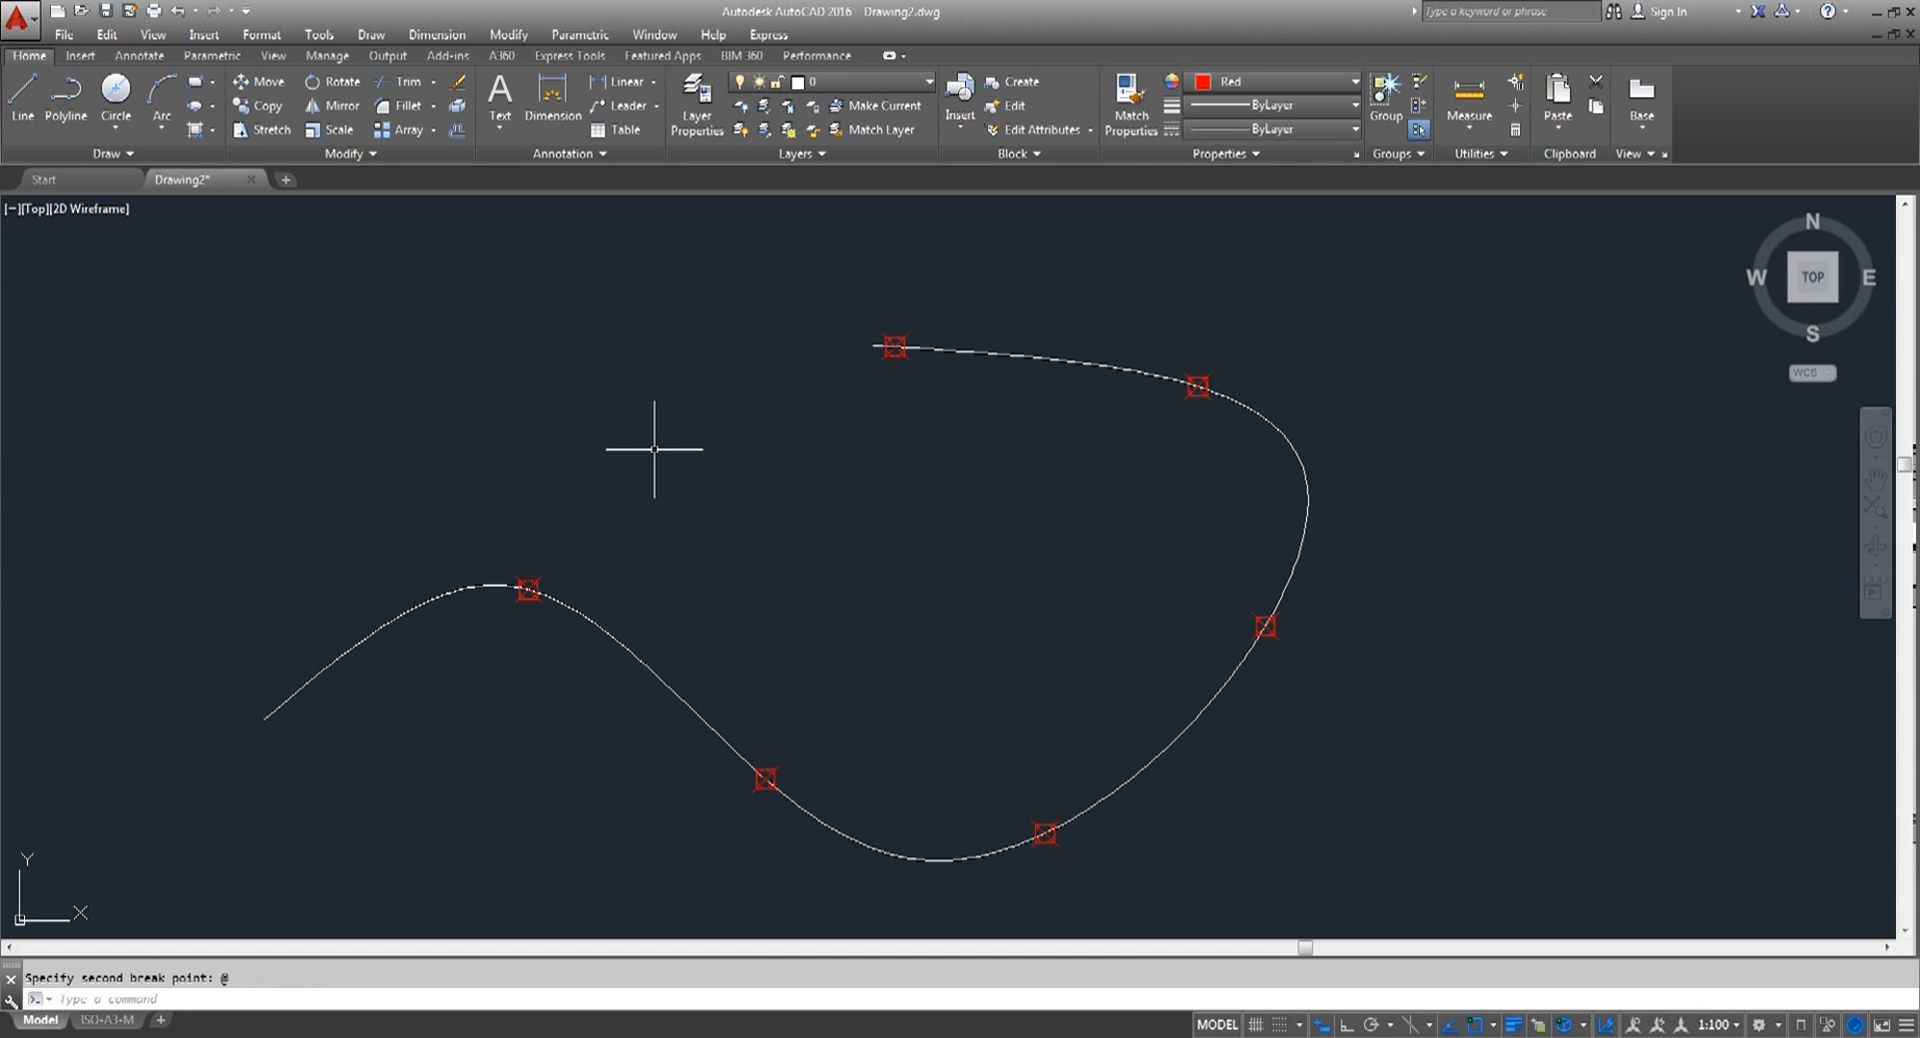 Autodesk AutoCAD 2016 Drawing2.dwg
Type a keyword or phrase
Sign In
File Edit View Insert Format Tools Draw Dimension Modify Parametric Window Help Express
Home Insert Annotate Parametric View Manage Output Add-ins A360 Express Tools Featured Apps BIM 360 Performance
Line Polyline Circle Arc
Move Rotate Trim
Copy Mirror Fillet
Stretch Scale Array
Text Dimension
Linear
Leader
Table
Layer Properties
0
Make Current
Match Layer
Insert
Create
Edit
Edit Attributes
Match Properties
Red
ByLayer
ByLayer
Group
Measure
Paste
Base
Draw Modify Annotation Layers Block Properties Groups Utilities Clipboard View
Start Drawing2* +
[−][Top][2D Wireframe]
N
W TOP E
S
WCS
Y
X
Specify second break point: @
Type a command
Model ISO-A3-M +
MODEL 1:100